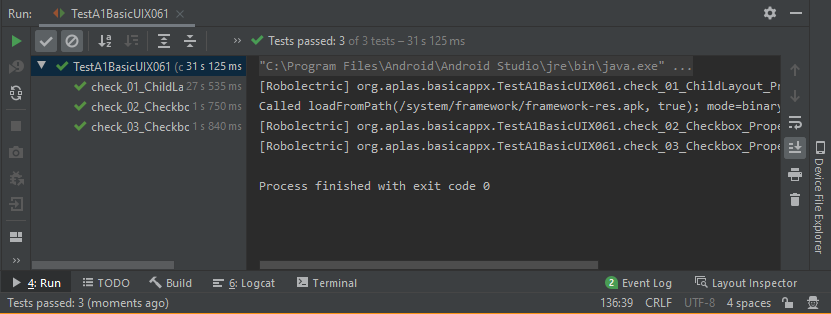 Run: TestA1BasicUIX061
Tests passed: 3 of 3 tests – 31 s 125 ms
TestA1BasicUIX061 (c 31 s 125 ms
check_01_ChildLa 27 s 535 ms
check_02_Checkbc 1 s 750 ms
check_03_Checkbc 1 s 840 ms
"C:\Program Files\Android\Android Studio\jre\bin\java.exe" ...
[Robolectric] org.aplas.basicappx.TestA1BasicUIX061.check_01_ChildLayout_Pr
Called loadFromPath(/system/framework/framework-res.apk, true); mode=binary
[Robolectric] org.aplas.basicappx.TestA1BasicUIX061.check_02_Checkbox_Prope
[Robolectric] org.aplas.basicappx.TestA1BasicUIX061.check_03_Checkbox_Prope
Process finished with exit code 0
Device File Explorer
4: Run TODO Build 6: Logcat Terminal 2 Event Log Layout Inspector
Tests passed: 3 (moments ago) 136:39 CRLF UTF-8 4 spaces